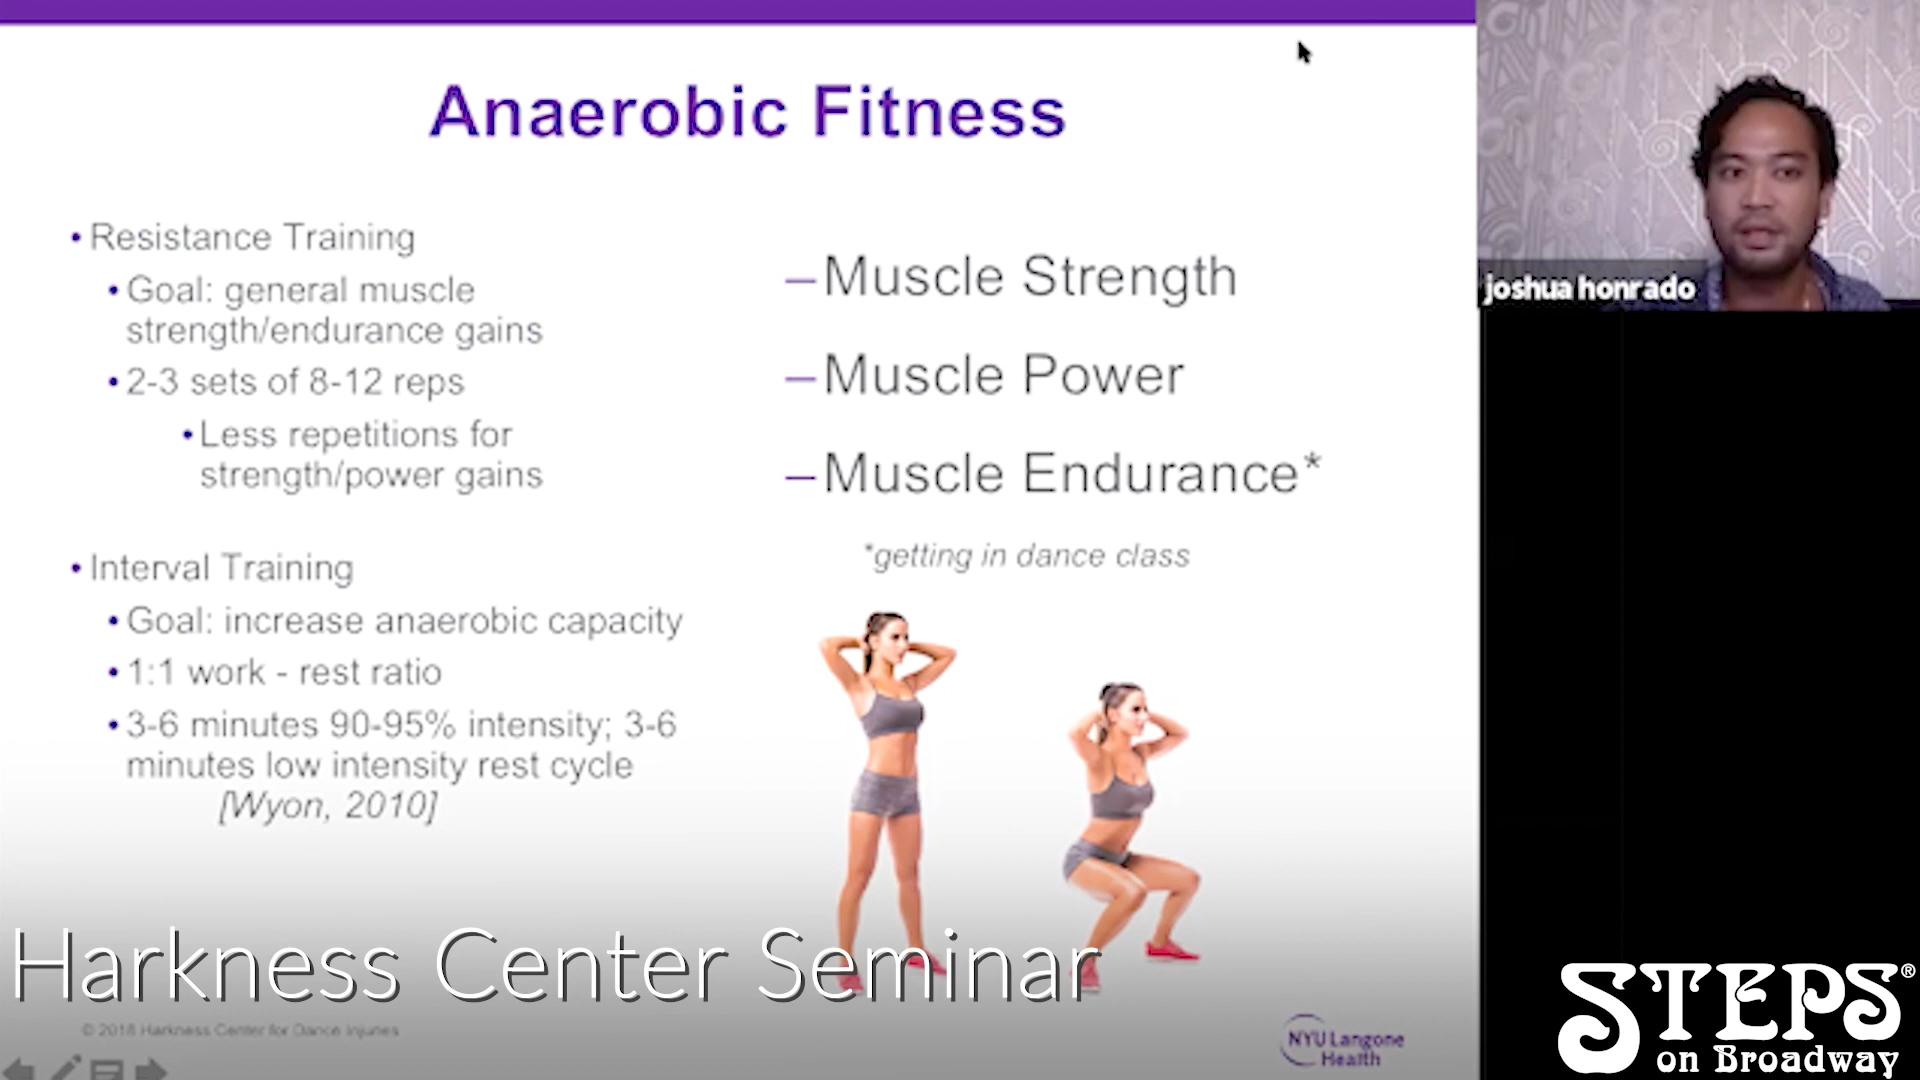 Anaerobic Fitness
• Resistance Training
• Goal: general muscle
strength/endurance gains
• 2-3 sets of 8-12 reps
• Less repetitions for
strength/power gains
• Interval Training
• Goal: increase anaerobic capacity
• 1:1 work - rest ratio
• 3-6 minutes 90-95% intensity; 3-6
minutes low intensity rest cycle
[Wyon, 2010]
– Muscle Strength
– Muscle Power
– Muscle Endurance*
*getting in dance class
joshua honrado
Harkness Center Seminar
© 2018 Harkness Center for Dance Injuries
NYU Langone
Health
STEPS®
on Broadway